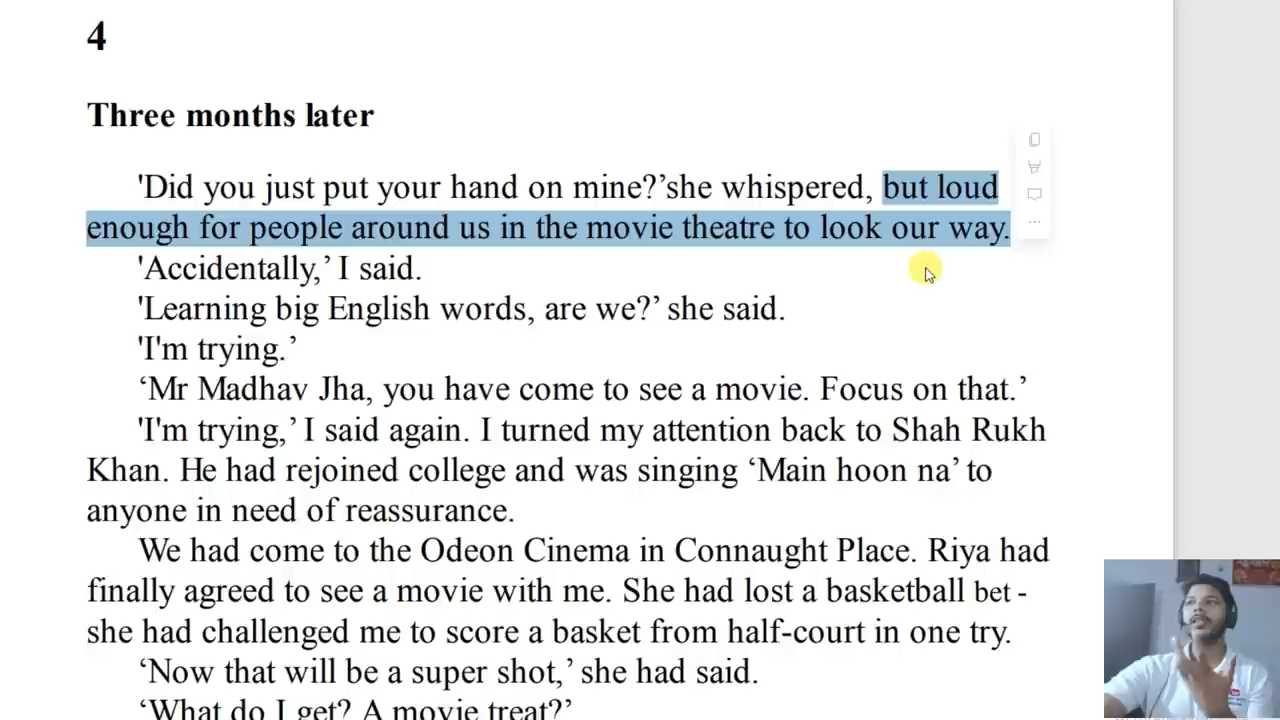 4
Three months later
'Did you just put your hand on mine?’she whispered, but loud
enough for people around us in the movie theatre to look our way.
'Accidentally,’ I said.
'Learning big English words, are we?’ she said.
'I'm trying.’
‘Mr Madhav Jha, you have come to see a movie. Focus on that.’
'I'm trying,’ I said again. I turned my attention back to Shah Rukh
Khan. He had rejoined college and was singing ‘Main hoon na’ to
anyone in need of reassurance.
We had come to the Odeon Cinema in Connaught Place. Riya had
finally agreed to see a movie with me. She had lost a basketball bet -
she had challenged me to score a basket from half-court in one try.
‘Now that will be a super shot,’ she had said.
‘What do I get? A movie treat?’